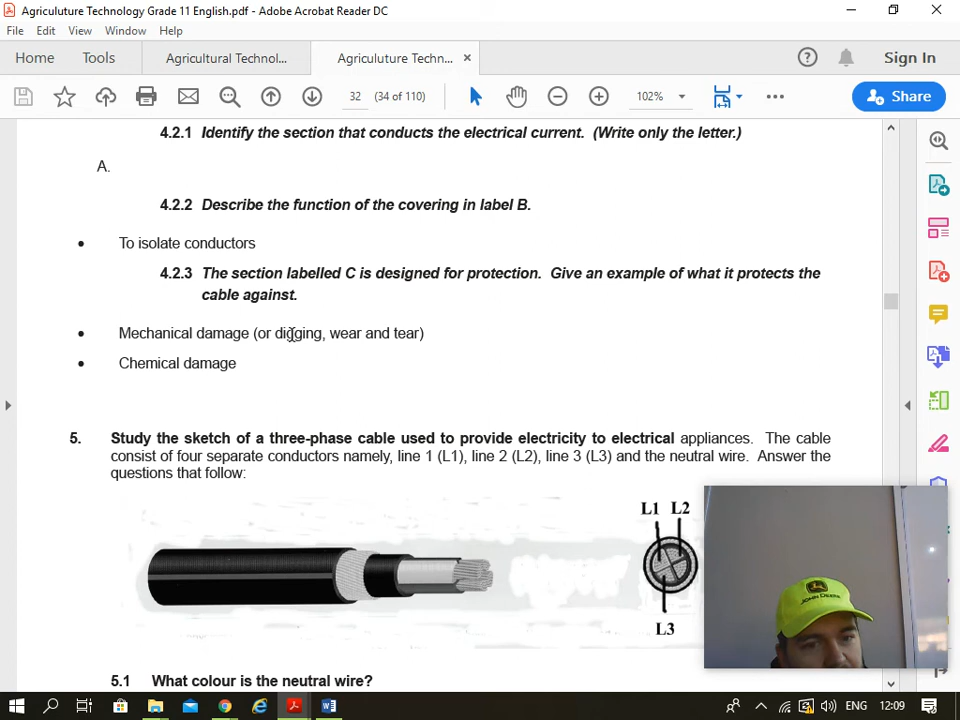 Agriculuture Technology Grade 11 English.pdf - Adobe Acrobat Reader DC
File Edit View Window Help
Home Tools Agricultural Technol... Agriculuture Techn... Sign In
32 (34 of 110) 102% Share
4.2.1 Identify the section that conducts the electrical current. (Write only the letter.)
A.
4.2.2 Describe the function of the covering in label B.
• To isolate conductors
4.2.3 The section labelled C is designed for protection. Give an example of what it protects the
cable against.
• Mechanical damage (or digging, wear and tear)
• Chemical damage
5. Study the sketch of a three-phase cable used to provide electricity to electrical appliances. The cable
consist of four separate conductors namely, line 1 (L1), line 2 (L2), line 3 (L3) and the neutral wire. Answer the
questions that follow:
L1 L2
L3
JOHN DEERE
5.1 What colour is the neutral wire?
ENG 12:09